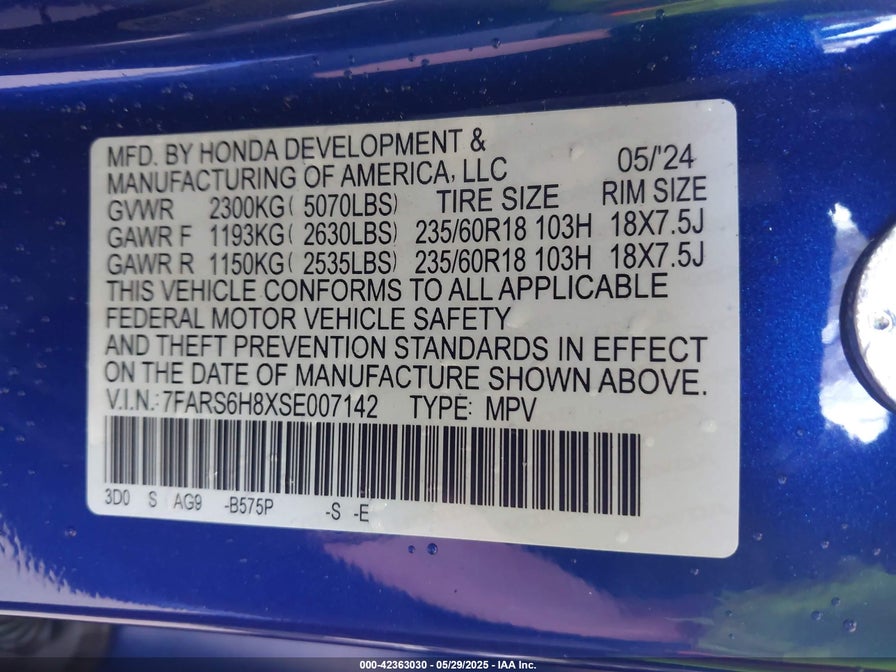 MFD. BY HONDA DEVELOPMENT &
MANUFACTURING OF AMERICA, LLC 05/'24
GVWR 2300KG( 5070LBS) TIRE SIZE RIM SIZE
GAWR F 1193KG( 2630LBS) 235/60R18 103H 18X7.5J
GAWR R 1150KG( 2535LBS) 235/60R18 103H 18X7.5J
THIS VEHICLE CONFORMS TO ALL APPLICABLE
FEDERAL MOTOR VEHICLE SAFETY
AND THEFT PREVENTION STANDARDS IN EFFECT
ON THE DATE OF MANUFACTURE SHOWN ABOVE.
V.I.N.:7FARS6H8XSE007142 TYPE: MPV
3D0 S AG9 -B575P -S -E
000-42363030 - 05/29/2025 - IAA Inc.